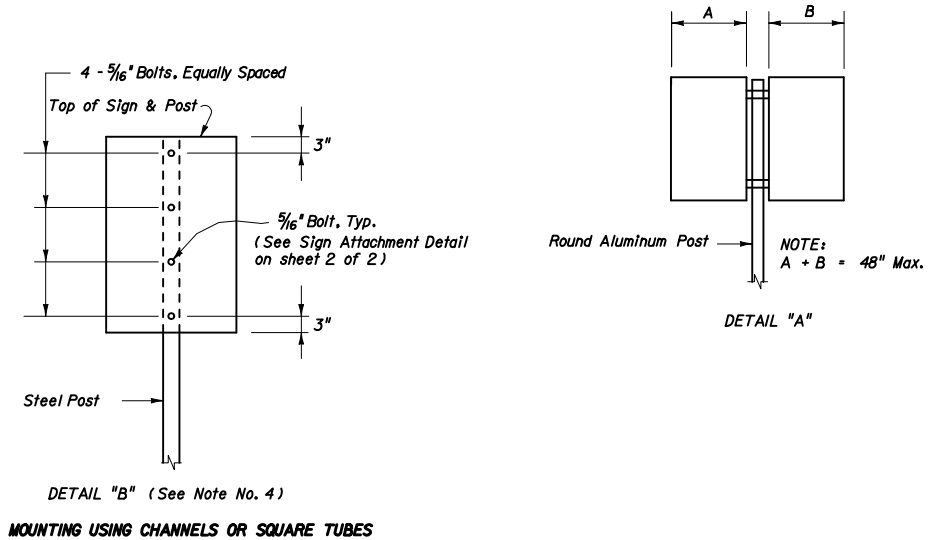 4 - 5/16" Bolts, Equally Spaced
Top of Sign & Post
3"
5/16" Bolt, Typ.
(See Sign Attachment Detail
on sheet 2 of 2)
3"
Steel Post
DETAIL "B" (See Note No. 4)
MOUNTING USING CHANNELS OR SQUARE TUBES
A
B
Round Aluminum Post
NOTE:
A + B = 48" Max.
DETAIL "A"